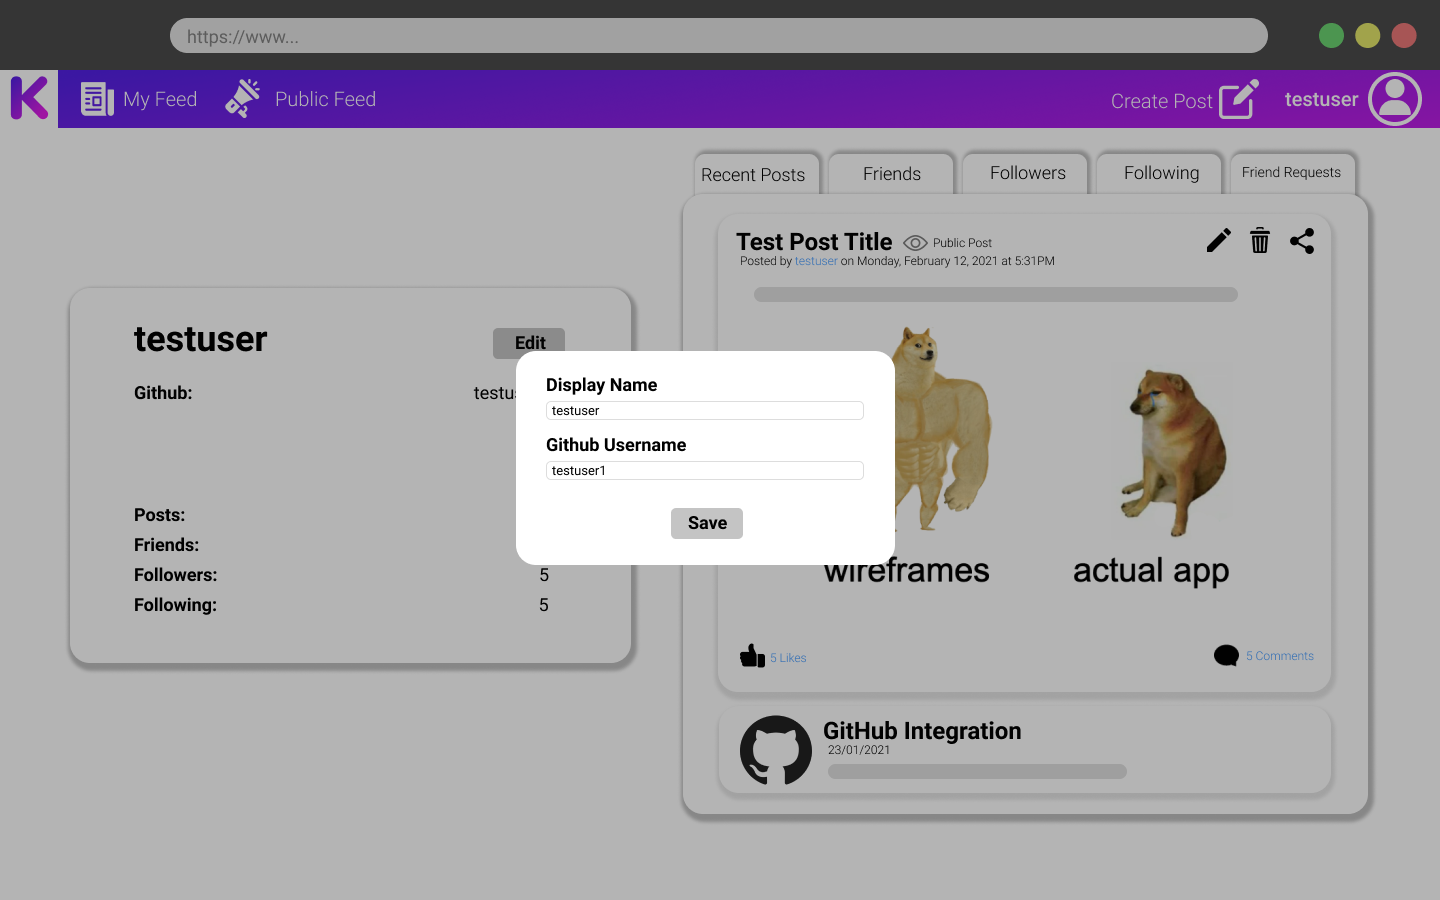 https://www...
K
My Feed
Public Feed
Create Post
testuser
Recent Posts
Friends
Followers
Following
Friend Requests
testuser
Edit
Github:
testu
Posts:
Friends:
Followers: 5
Following: 5
Display Name
testuser
Github Username
testuser1
Save
Test Post Title
Public Post
Posted by testuser on Monday, February 12, 2021 at 5:31PM
wireframes
actual app
5 Likes
5 Comments
GitHub Integration
23/01/2021